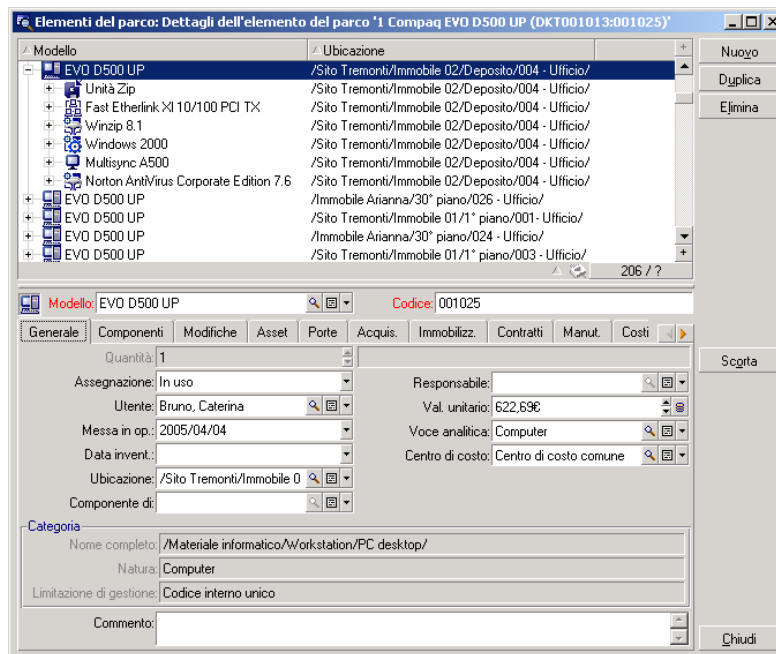 Elementi del parco: Dettagli dell'elemento del parco '1 Compaq EVO D500 UP (DKT001013:001025)'
Modello Ubicazione
EVO D500 UP /Sito Tremonti/Immobile 02/Deposito/004 - Ufficio/
Unità Zip /Sito Tremonti/Immobile 02/Deposito/004 - Ufficio/
Fast Etherlink XI 10/100 PCI TX /Sito Tremonti/Immobile 02/Deposito/004 - Ufficio/
Winzip 8.1 /Sito Tremonti/Immobile 02/Deposito/004 - Ufficio/
Windows 2000 /Sito Tremonti/Immobile 02/Deposito/004 - Ufficio/
Multisync A500 /Sito Tremonti/Immobile 02/Deposito/004 - Ufficio/
Norton AntiVirus Corporate Edition 7.6 /Sito Tremonti/Immobile 02/Deposito/004 - Ufficio/
EVO D500 UP /Immobile Arianna/30° piano/026 - Ufficio/
EVO D500 UP /Sito Tremonti/Immobile 01/1° piano/001- Ufficio/
EVO D500 UP /Immobile Arianna/30° piano/024 - Ufficio/
EVO D500 UP /Sito Tremonti/Immobile 01/1° piano/003 - Ufficio/
206 / ?
Nuovo
Duplica
Elimina
Modello: EVO D500 UP Codice: 001025
Generale Componenti Modifiche Asset Porte Acquis. Immobilizz. Contratti Manut. Costi
Quantità: 1
Scorta
Assegnazione: In uso Responsabile:
Utente: Bruno, Caterina Val. unitario: 622,69€
Messa in op.: 2005/04/04 Voce analitica: Computer
Data invent.: Centro di costo: Centro di costo comune
Ubicazione: /Sito Tremonti/Immobile 0
Componente di:
Categoria
Nome completo: /Materiale informatico/Workstation/PC desktop/
Natura: Computer
Limitazione di gestione: Codice interno unico
Commento:
Chiudi